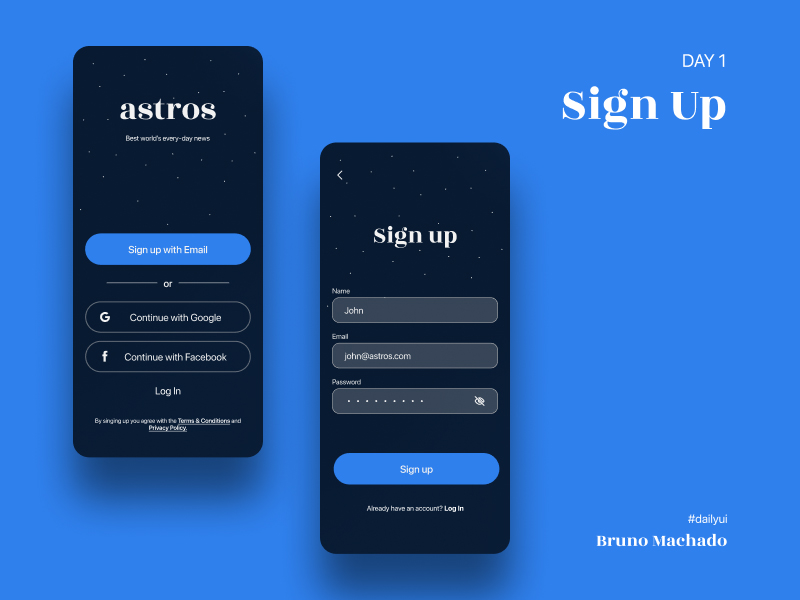 astros
Best world's every-day news
Sign up with Email
or
Continue with Google
Continue with Facebook
Log In
By singing up you agree with the Terms & Conditions and
Privacy Policy.
Sign up
Name
John
Email
john@astros.com
Password
Sign up
Already have an account? Log In
DAY 1
Sign Up
#dailyui
Bruno Machado